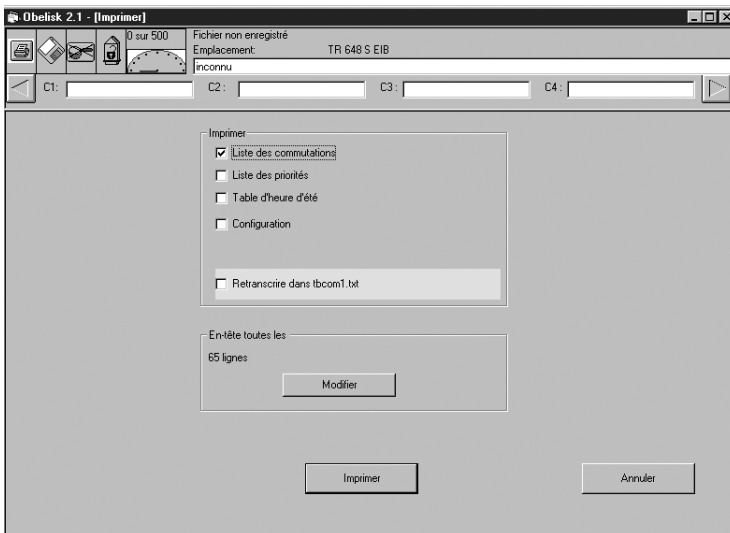 Obelisk 2.1 - [Imprimer]
0 sur 500
Fichier non enregistré
Emplacement: TR 648 S EIB
inconnu
C1: C2 : C3 : C4 :
Imprimer
Liste des commutations
Liste des priorités
Table d'heure d'été
Configuration
Retranscrire dans tbcom1.txt
En-tête toutes les
65 lignes
Modifier
Imprimer Annuler